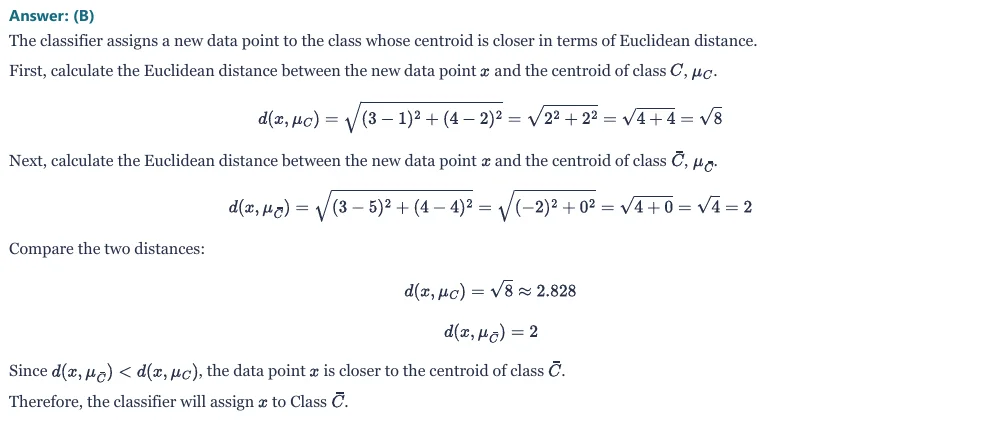 Answer: (B)
The classifier assigns a new data point to the class whose centroid is closer in terms of Euclidean distance.
First, calculate the Euclidean distance between the new data point x and the centroid of class C, μ_C.
d(x, μ_C) = √((3 − 1)² + (4 − 2)²) = √(2² + 2²) = √(4 + 4) = √8
Next, calculate the Euclidean distance between the new data point x and the centroid of class C̄, μ_C̄.
d(x, μ_C̄) = √((3 − 5)² + (4 − 4)²) = √((−2)² + 0²) = √(4 + 0) = √4 = 2
Compare the two distances:
d(x, μ_C) = √8 ≈ 2.828
d(x, μ_C̄) = 2
Since d(x, μ_C̄) < d(x, μ_C), the data point x is closer to the centroid of class C̄.
Therefore, the classifier will assign x to Class C̄.